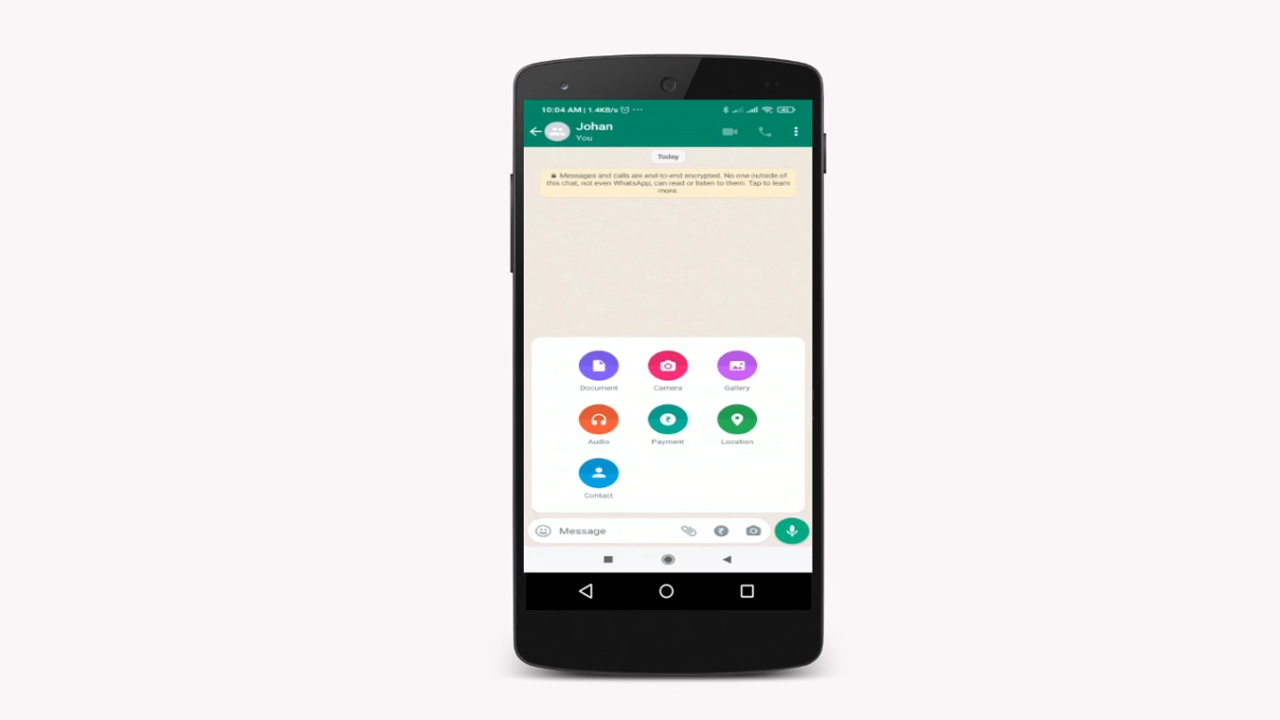 10:04 AM | 1.4KB/s
Johan
You
Today
Messages and calls are end-to-end encrypted. No one outside of
this chat, not even WhatsApp, can read or listen to them. Tap to learn
more.
Document Camera Gallery
Audio Payment Location
Contact
Message